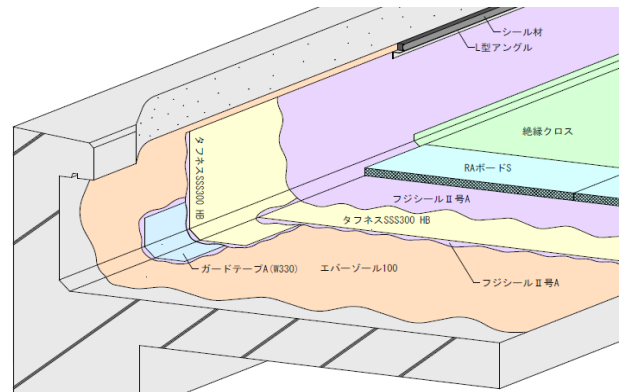 シール材
L型アングル
絶縁クロス
RAボードS
タフネスSSS300 HB
フジシールⅡ号A
タフネスSSS300 HB
ガードテープA(W330)
エバーゾール100
フジシールⅡ号A